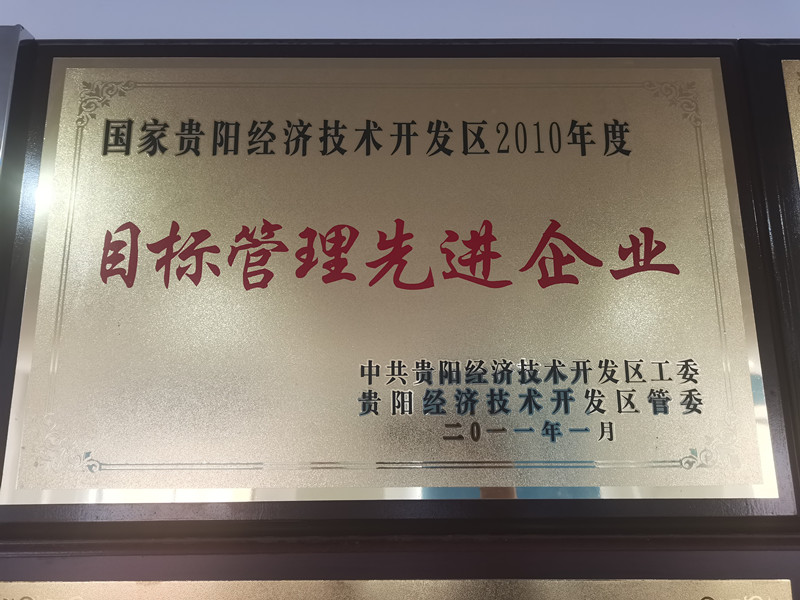 国家贵阳经济技术开发区2010年度
目标管理先进企业
中共贵阳经济技术开发区工委
贵阳经济技术开发区管委
二0一一年一月